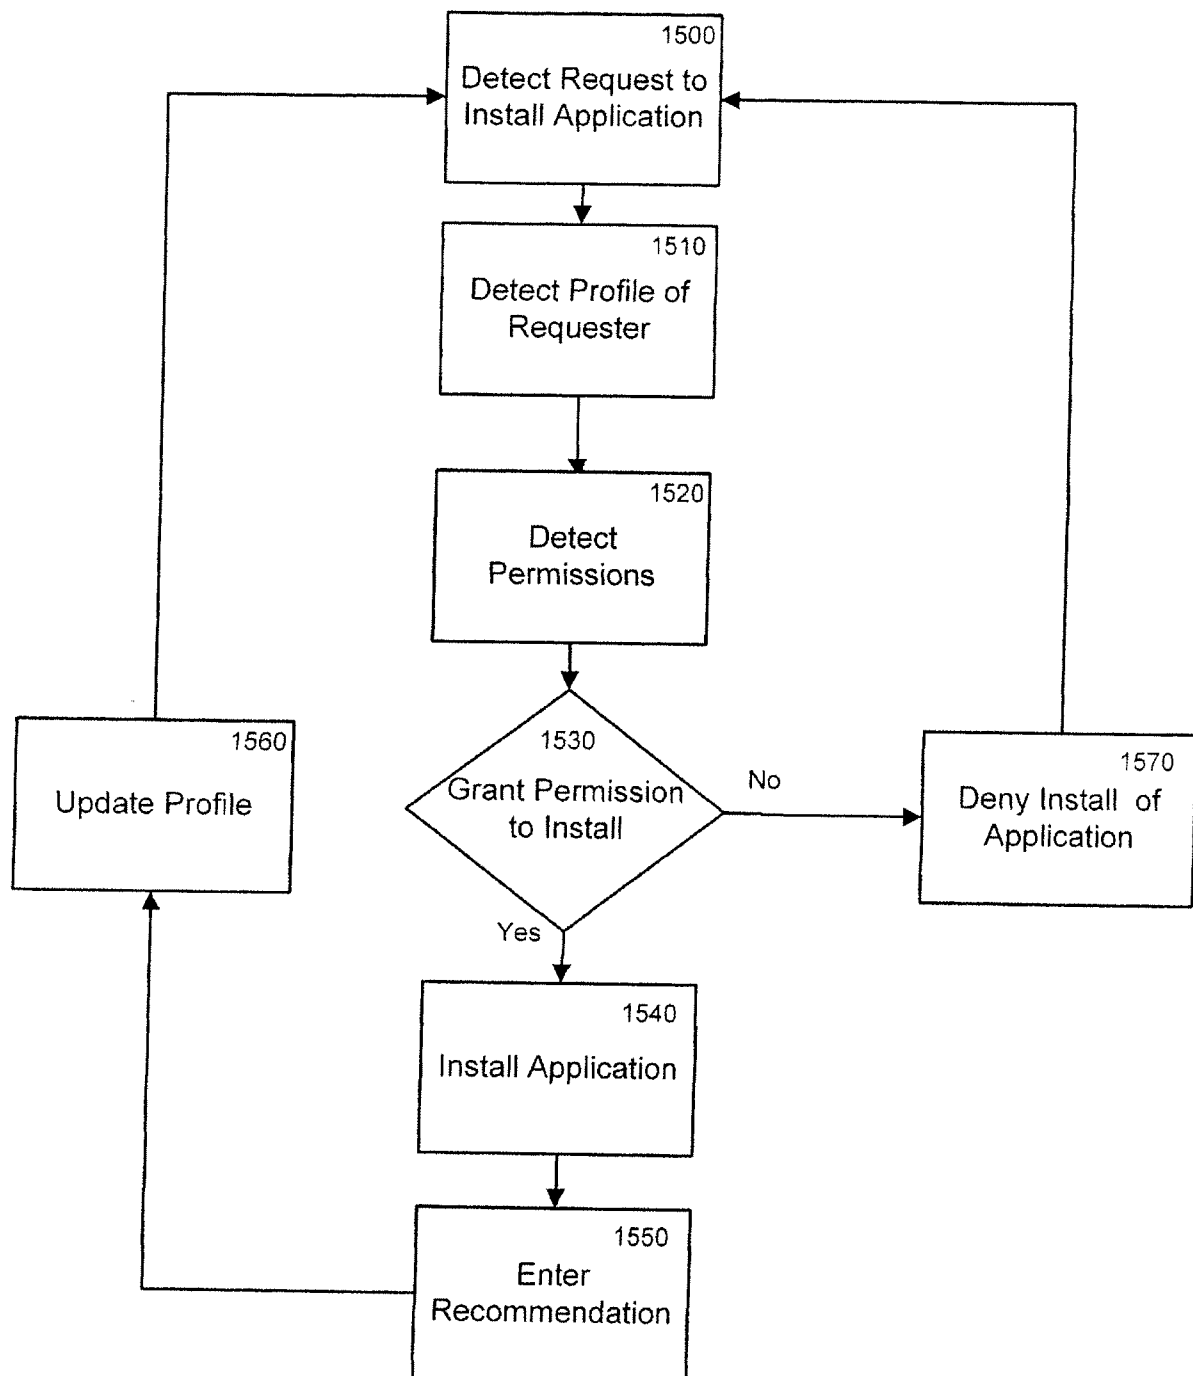 1500
Detect Request to
Install Application
1510
Detect Profile of
Requester
1520
Detect
Permissions
1530
Grant Permission
to Install
No
1570
Deny Install of
Application
1560
Update Profile
Yes
1540
Install Application
1550
Enter
Recommendation